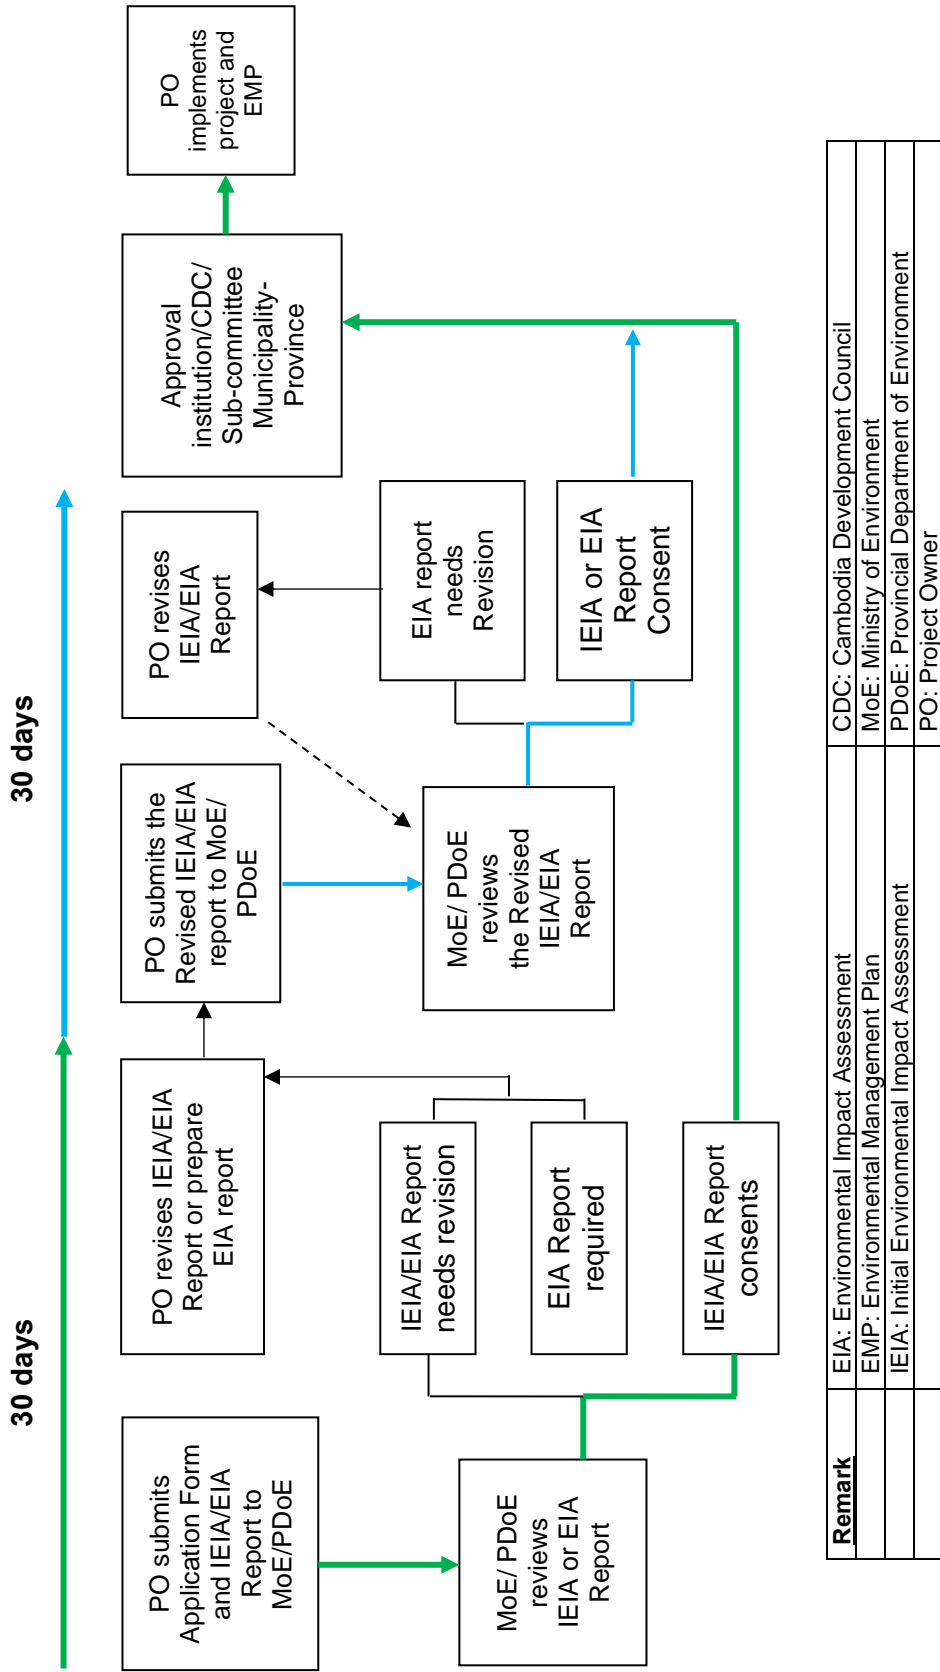 30 days
30 days
PO submits
Application Form
and IEIA/EIA
Report to
MoE/PDoE
PO revises IEIA/EIA
Report or prepare
EIA report
PO submits the
Revised IEIA/EIA
report to MoE/
PDoE
PO revises
IEIA/EIA
Report
Approval
institution/CDC/
Sub-committee
Municipality-
Province
PO
implements
project and
EMP
MoE/ PDoE
reviews
IEIA or EIA
Report
IEIA/EIA Report
needs revision
EIA Report
required
IEIA/EIA Report
consents
MoE/ PDoE
reviews
the Revised
IEIA/EIA
Report
EIA report
needs
Revision
IEIA or EIA
Report
Consent
Remark
EIA: Environmental Impact Assessment
CDC: Cambodia Development Council
EMP: Environmental Management Plan
MoE: Ministry of Environment
IEIA: Initial Environmental Impact Assessment
PDoE: Provincial Department of Environment
PO: Project Owner